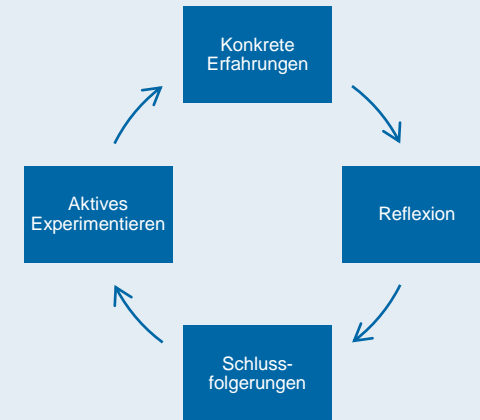 Konkrete
Erfahrungen
Aktives
Experimentieren
Reflexion
Schluss-
folgerungen